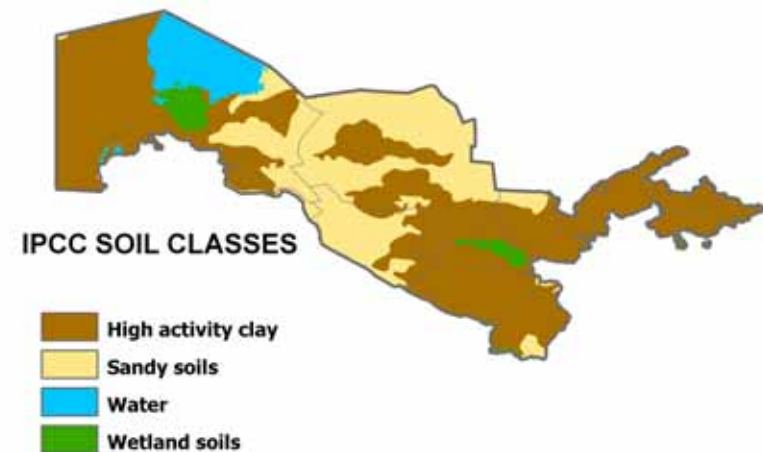 IPCC SOIL CLASSES
High activity clay
Sandy soils
Water
Wetland soils